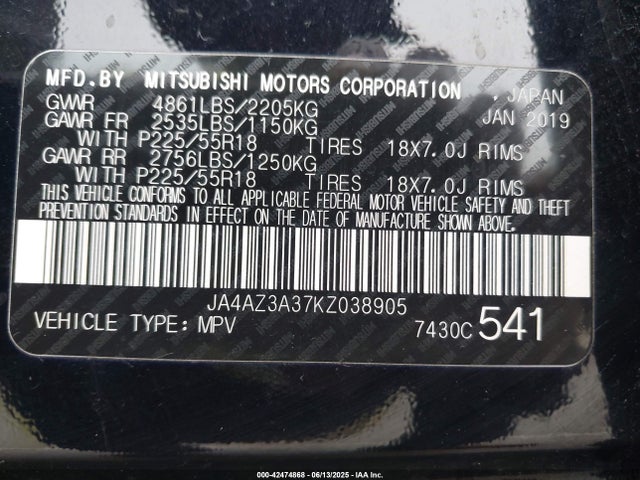 MFD.BY MITSUBISHI MOTORS CORPORATION , JAPAN
GVWR 4861LBS/2205KG JAN 2019
GAWR FR 2535LBS/1150KG
WITH P225/55R18 TIRES 18X7.0J RIMS
GAWR RR 2756LBS/1250KG
WITH P225/55R18 TIRES 18X7.0J RIMS
THIS VEHICLE CONFORMS TO ALL APPLICABLE FEDERAL MOTOR VEHICLE SAFETY AND THEFT
PREVENTION STANDARDS IN EFFECT ON THE DATE OF MANUFACTURE SHOWN ABOVE.
JA4AZ3A37KZ038905
VEHICLE TYPE: MPV 7430C 541
000-42474868 - 06/13/2025 - IAA Inc.